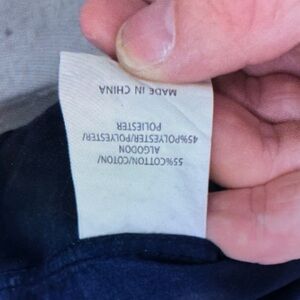 55%COTTON/COTON/
ALGODON
45%POLYESTER/POLYESTER/
POLIESTER
MADE IN CHINA